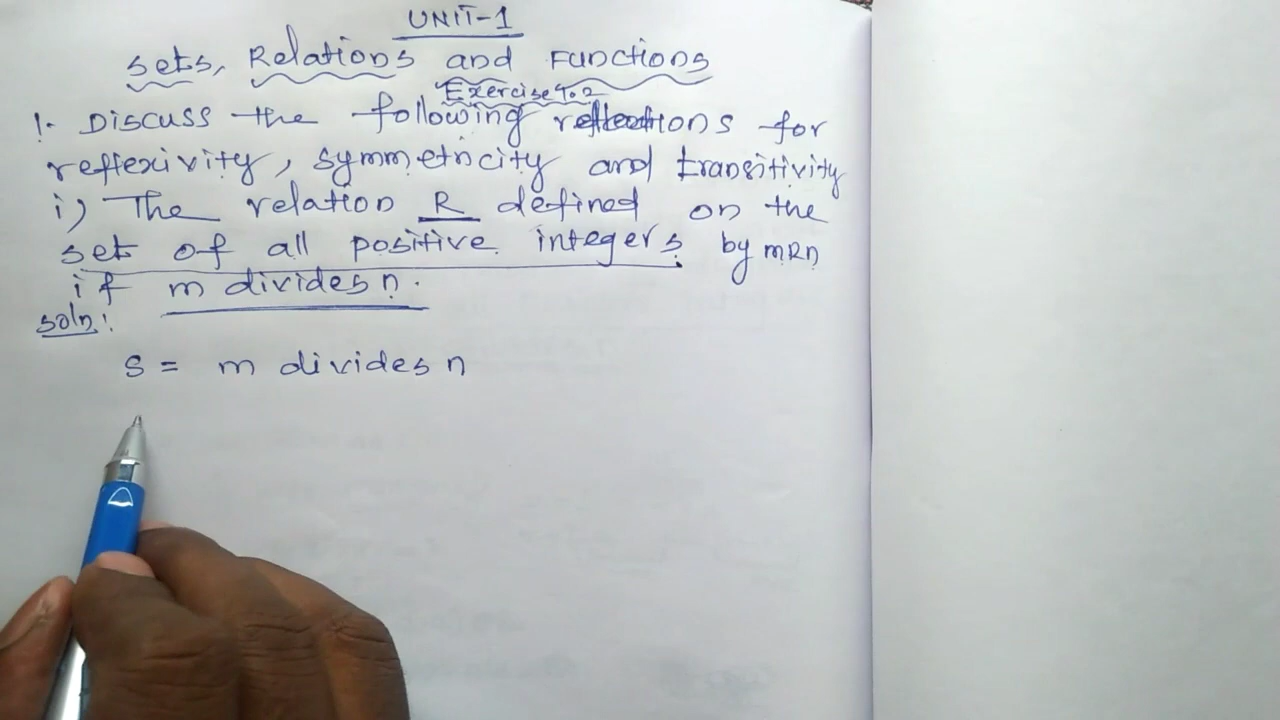 UNIT-1
Sets, Relations and Functions
Exercise 1.2
1. Discuss the following relations for
reflexivity, symmetricity and transitivity
i) The relation R defined on the
set of all positive integers by mRn
if m divides n.
soln:
S = m divides n